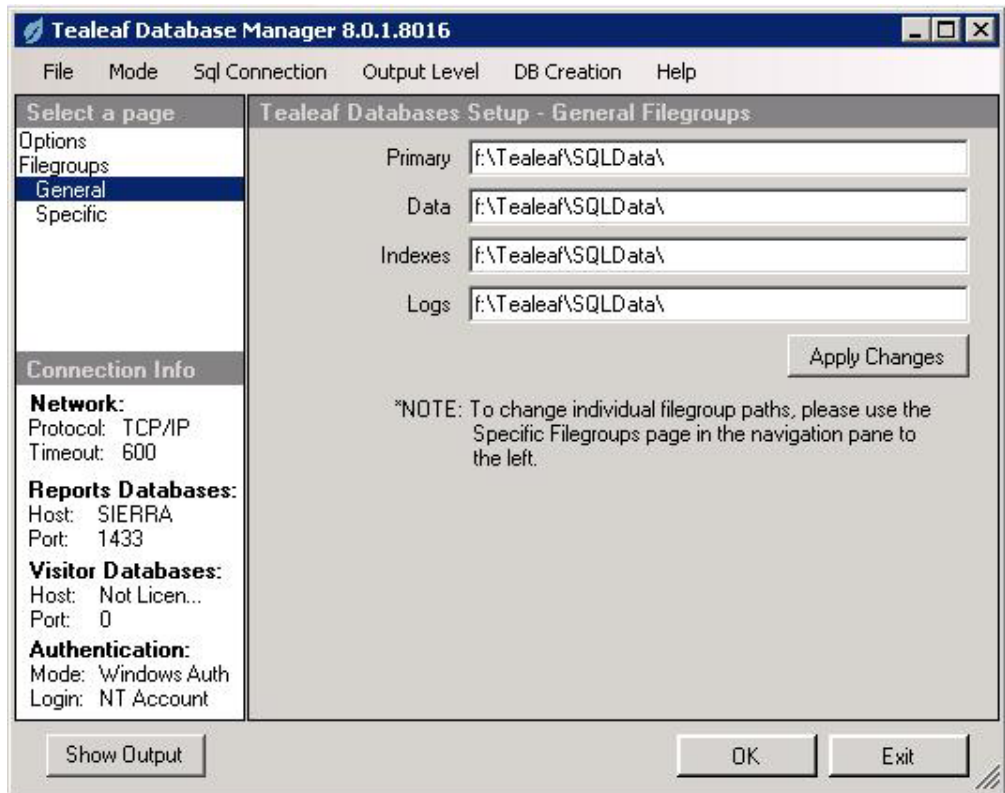 Tealeaf Database Manager 8.0.1.8016
File Mode Sql Connection Output Level DB Creation Help
Select a page
Options
Filegroups
General
Specific
Tealeaf Databases Setup - General Filegroups
Primary f:\Tealeaf\SQLData\
Data f:\Tealeaf\SQLData\
Indexes f:\Tealeaf\SQLData\
Logs f:\Tealeaf\SQLData\
Apply Changes
*NOTE: To change individual filegroup paths, please use the
Specific Filegroups page in the navigation pane to
the left.
Connection Info
Network:
Protocol: TCP/IP
Timeout: 600
Reports Databases:
Host: SIERRA
Port: 1433
Visitor Databases:
Host: Not Licen...
Port: 0
Authentication:
Mode: Windows Auth
Login: NT Account
Show Output
OK
Exit